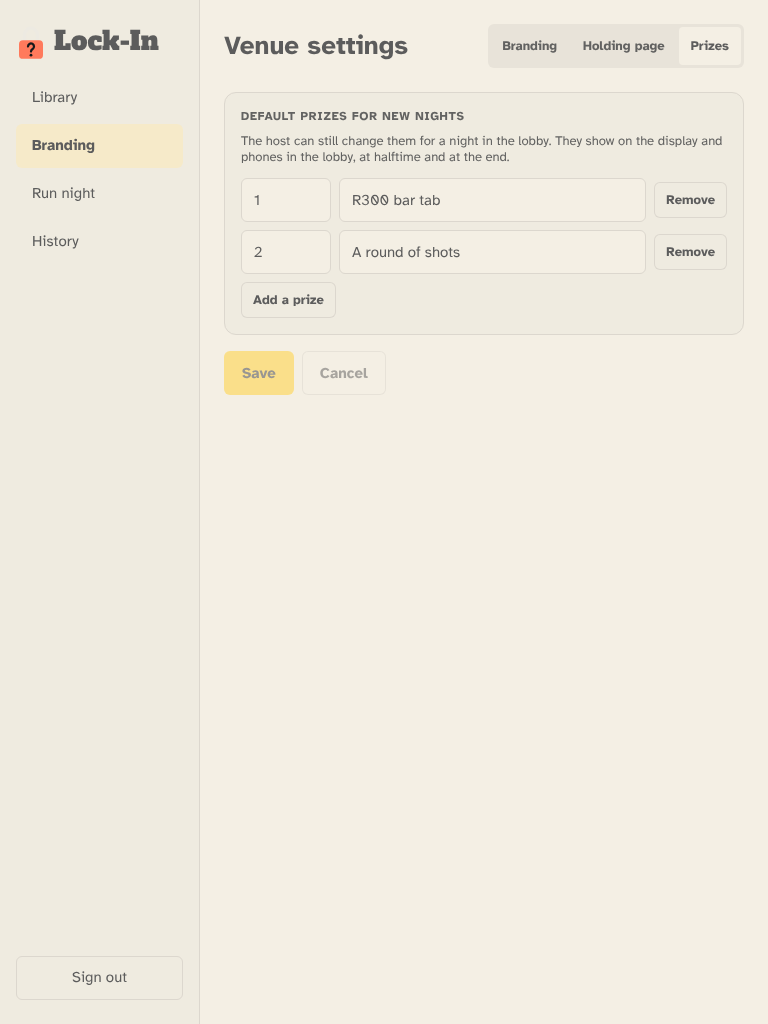 ? Lock-In
Library
Branding
Run night
History
Sign out
Venue settings
Branding
Holding page
Prizes
DEFAULT PRIZES FOR NEW NIGHTS
The host can still change them for a night in the lobby. They show on the display and
phones in the lobby, at halftime and at the end.
1
R300 bar tab
Remove
2
A round of shots
Remove
Add a prize
Save
Cancel